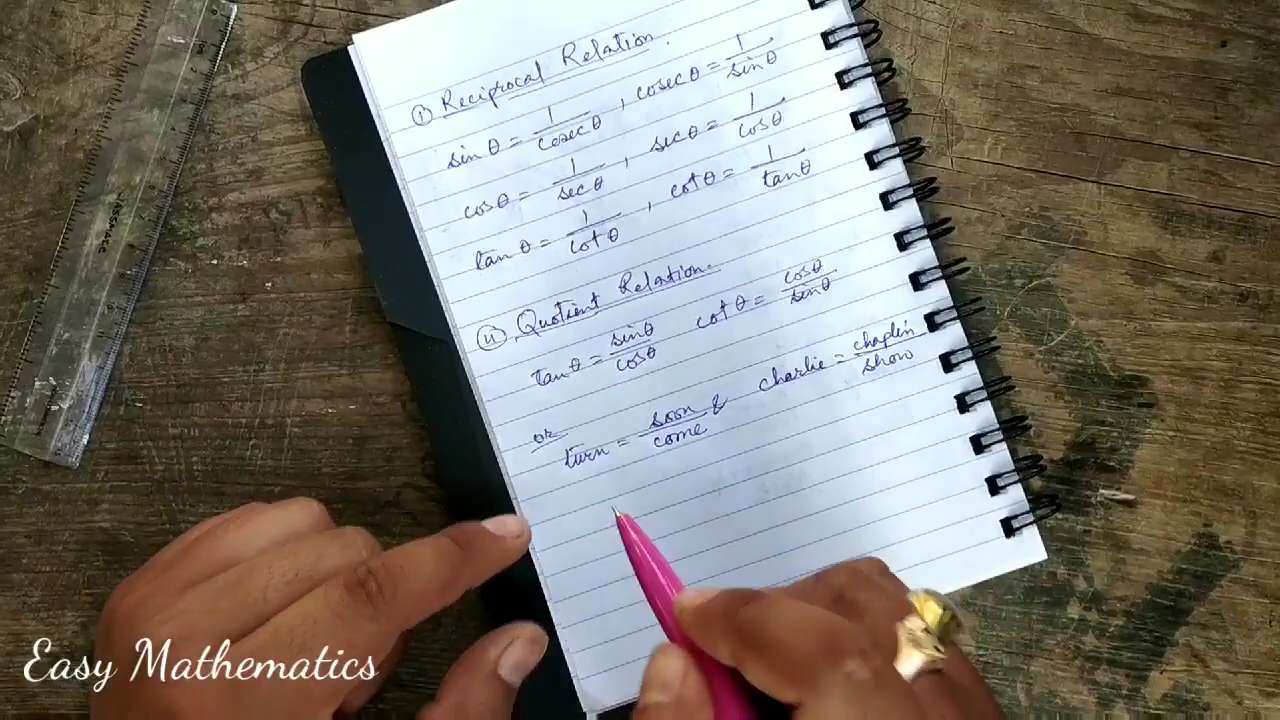 (i) Reciprocal Relation.
sin θ = 1/cosec θ , cosec θ = 1/sin θ
cos θ = 1/sec θ , sec θ = 1/cos θ
tan θ = 1/cot θ , cot θ = 1/tan θ
(ii) Quotient Relation.
tan θ = sin θ/cos θ cot θ = cos θ/sin θ
or
turn = soon/come & charlie = chaplin/show
Easy Mathematics